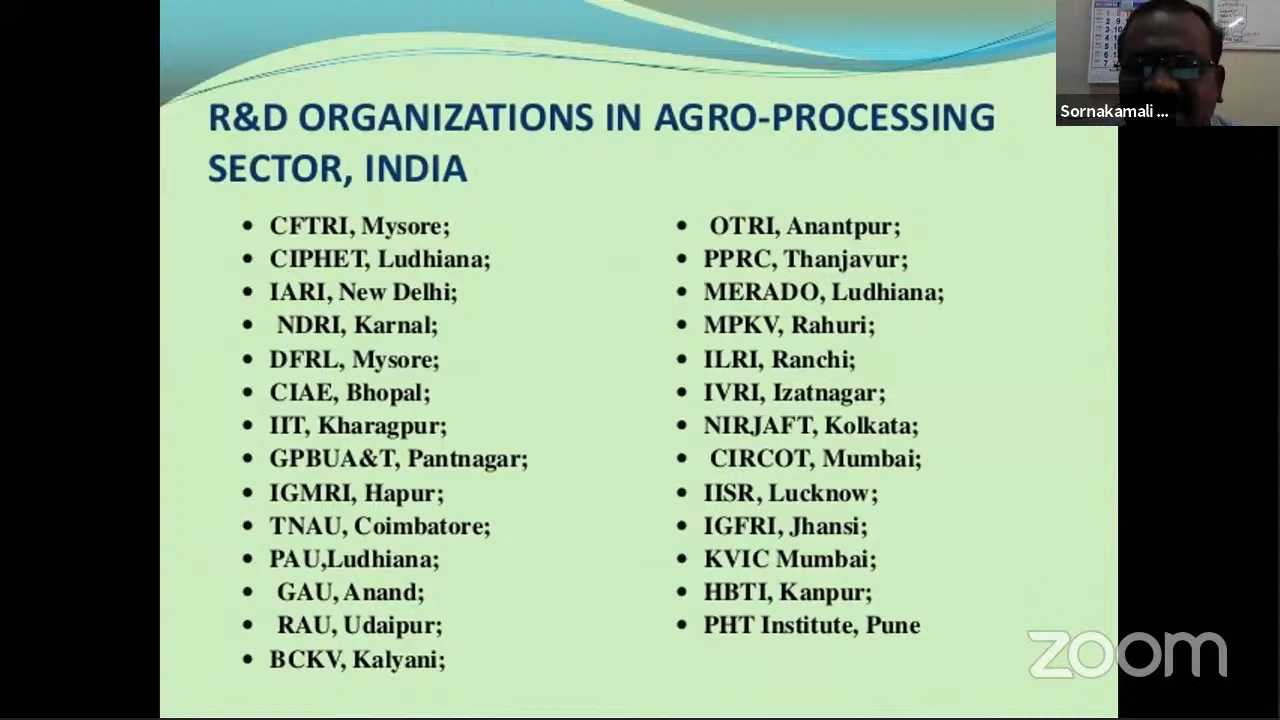 R&D ORGANIZATIONS IN AGRO-PROCESSING
SECTOR, INDIA
• CFTRI, Mysore;
• CIPHET, Ludhiana;
• IARI, New Delhi;
• NDRI, Karnal;
• DFRL, Mysore;
• CIAE, Bhopal;
• IIT, Kharagpur;
• GPBUA&T, Pantnagar;
• IGMRI, Hapur;
• TNAU, Coimbatore;
• PAU,Ludhiana;
• GAU, Anand;
• RAU, Udaipur;
• BCKV, Kalyani;
• OTRI, Anantpur;
• PPRC, Thanjavur;
• MERADO, Ludhiana;
• MPKV, Rahuri;
• ILRI, Ranchi;
• IVRI, Izatnagar;
• NIRJAFT, Kolkata;
• CIRCOT, Mumbai;
• IISR, Lucknow;
• IGFRI, Jhansi;
• KVIC Mumbai;
• HBTI, Kanpur;
• PHT Institute, Pune
Sornakamali ...
zoom